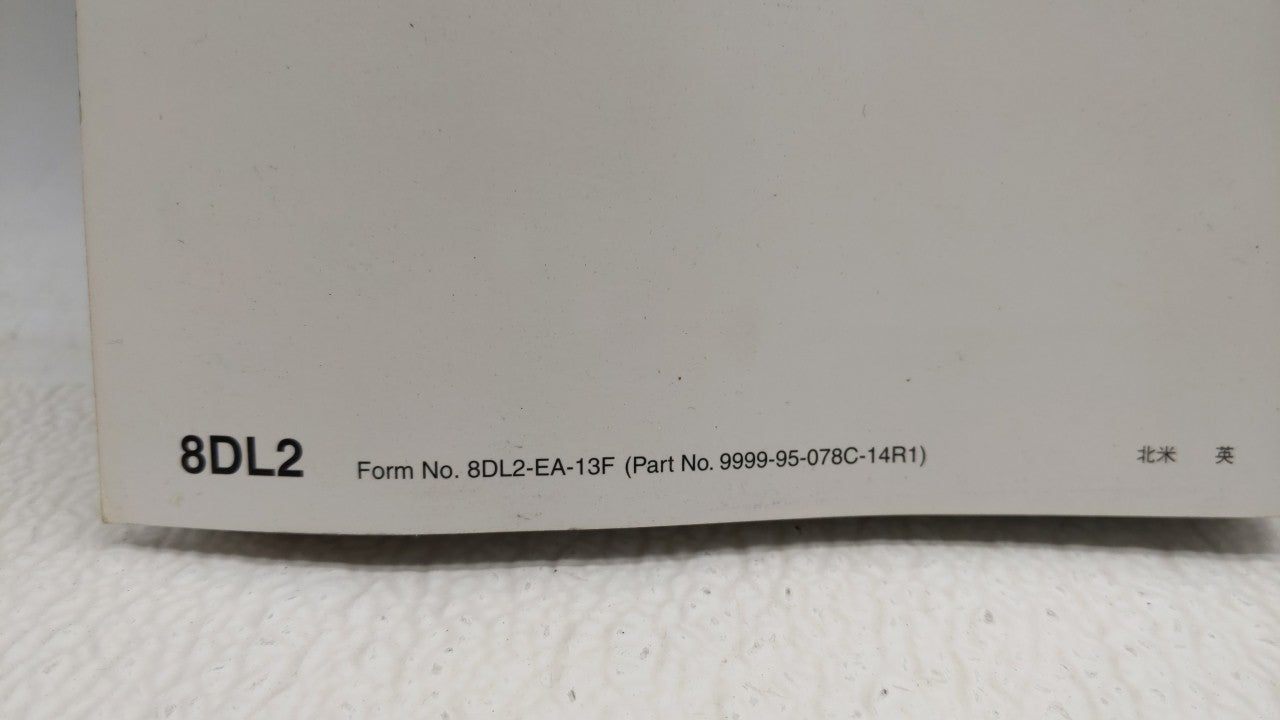 8DL2 Form No. 8DL2-EA-13F (Part No. 9999-95-078C-14R1) 北米 英